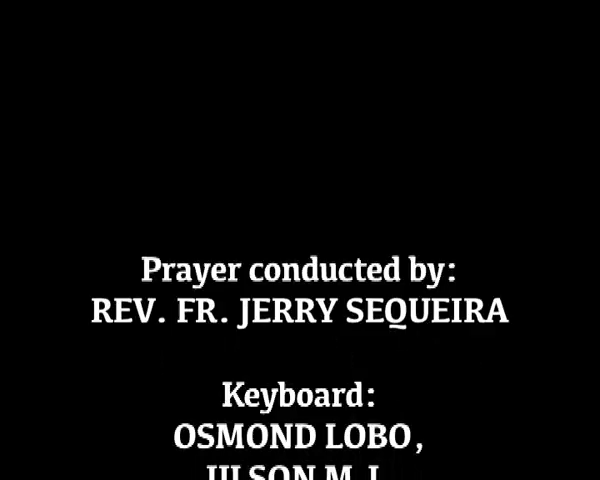 Prayer conducted by:
REV. FR. JERRY SEQUEIRA
Keyboard:
OSMOND LOBO,